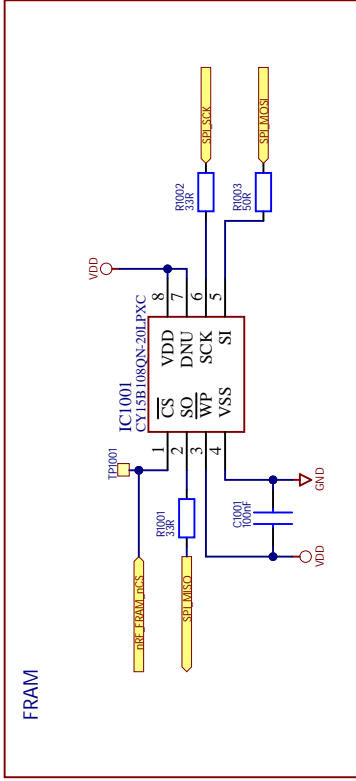 FRAM
nRF_FRAM_nCS
SPI_MISO
TP1001
R1001
33R
C1001
100nF
VDD
GND
IC1001
CY15B108QN-20LPXC
1 CS VDD 8
2 SO DNU 7
3 WP SCK 6
4 VSS SI 5
VDD
R1002
33R
R1003
50R
SPI_SCK
SPI_MOSI